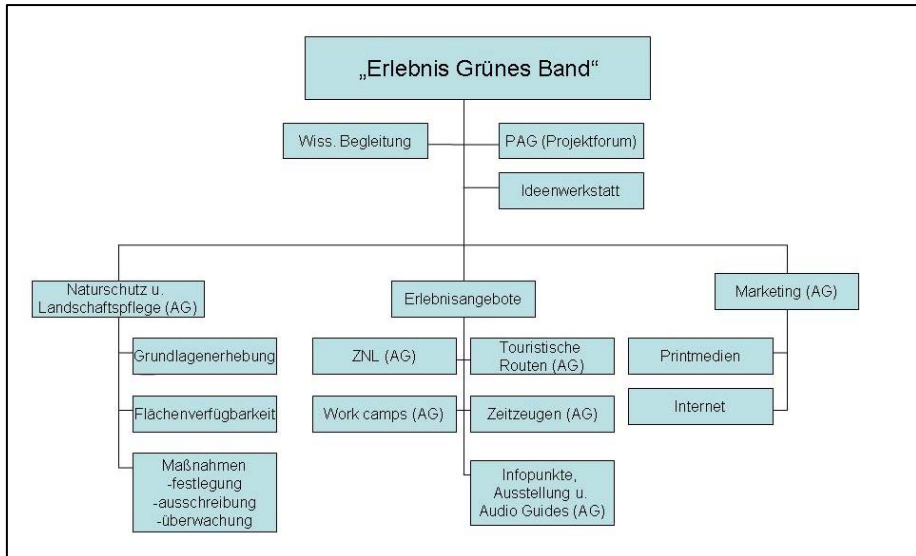 „Erlebnis Grünes Band“
Wiss. Begleitung
PAG (Projektforum)
Ideenwerkstatt
Naturschutz u.
Landschaftspflege (AG)
Grundlagenerhebung
Flächenverfügbarkeit
Maßnahmen
-festlegung
-ausschreibung
-überwachung
Erlebnisangebote
ZNL (AG)
Touristische
Routen (AG)
Work camps (AG)
Zeitzeugen (AG)
Infopunkte,
Ausstellung u.
Audio Guides (AG)
Marketing (AG)
Printmedien
Internet